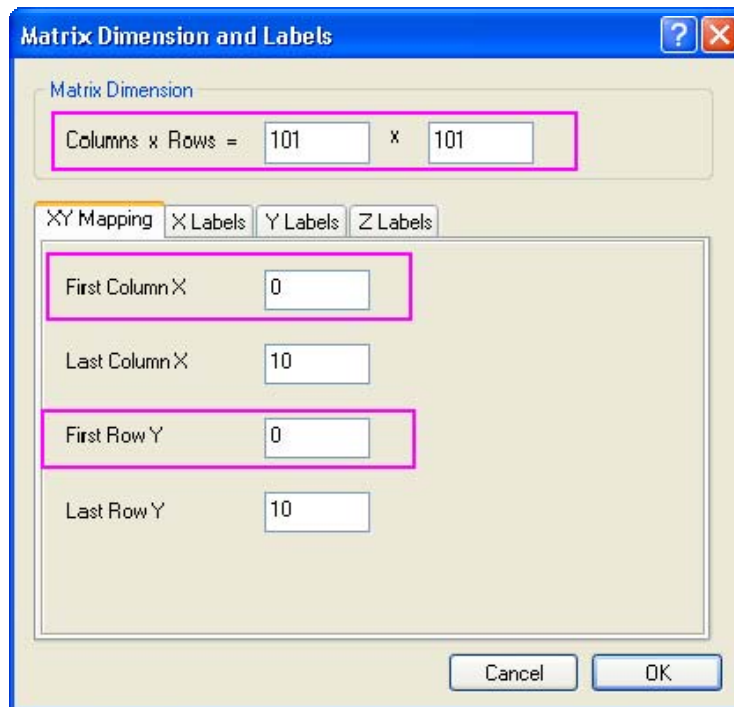 Matrix Dimension and Labels
Matrix Dimension
Columns x Rows = 101 x 101
XY Mapping X Labels Y Labels Z Labels
First Column X 0
Last Column X 10
First Row Y 0
Last Row Y 10
Cancel OK